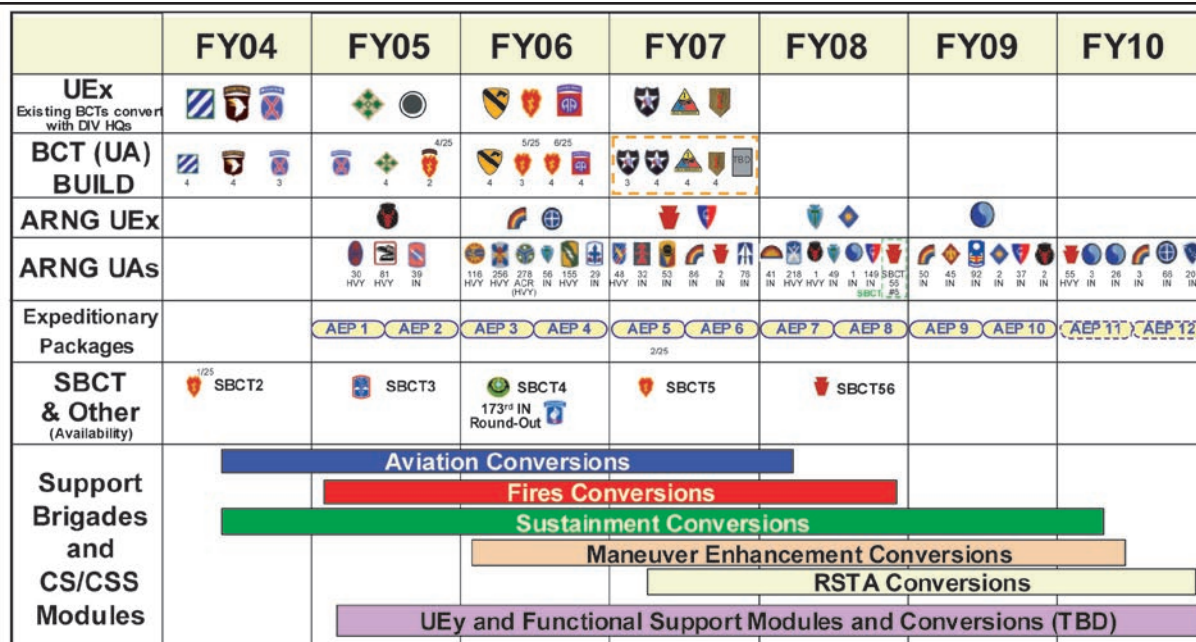 FY04 FY05 FY06 FY07 FY08 FY09 FY10
UEx
Existing BCTs convert
with DIV HQs
BCT (UA)
BUILD
4/25
5/25 6/25
TBD
4 4 3 4 2 4 3 4 4 3 4 4 4
ARNG UEx
ARNG UAs
30 81 39 116 256 278 56 155 29 48 32 53 86 2 76 41 218 1 49 1 149 SBCT 50 45 92 2 37 2 55 3 26 3 66 20
HVY HVY IN HVY HVY ACR IN HVY IN HVY IN IN IN IN IN IN HVY HVY IN IN IN 56 IN IN IN IN IN IN HVY IN IN IN IN IN
(HVY) SBCT #5
Expeditionary
Packages
AEP 1 AEP 2 AEP 3 AEP 4 AEP 5 AEP 6 AEP 7 AEP 8 AEP 9 AEP 10 AEP 11 AEP 12
2/25
SBCT
& Other
(Availability)
1/25 SBCT2 SBCT3 SBCT4 SBCT5 SBCT56
173rd IN
Round-Out
Support
Brigades
and
CS/CSS
Modules
Aviation Conversions
Fires Conversions
Sustainment Conversions
Maneuver Enhancement Conversions
RSTA Conversions
UEy and Functional Support Modules and Conversions (TBD)